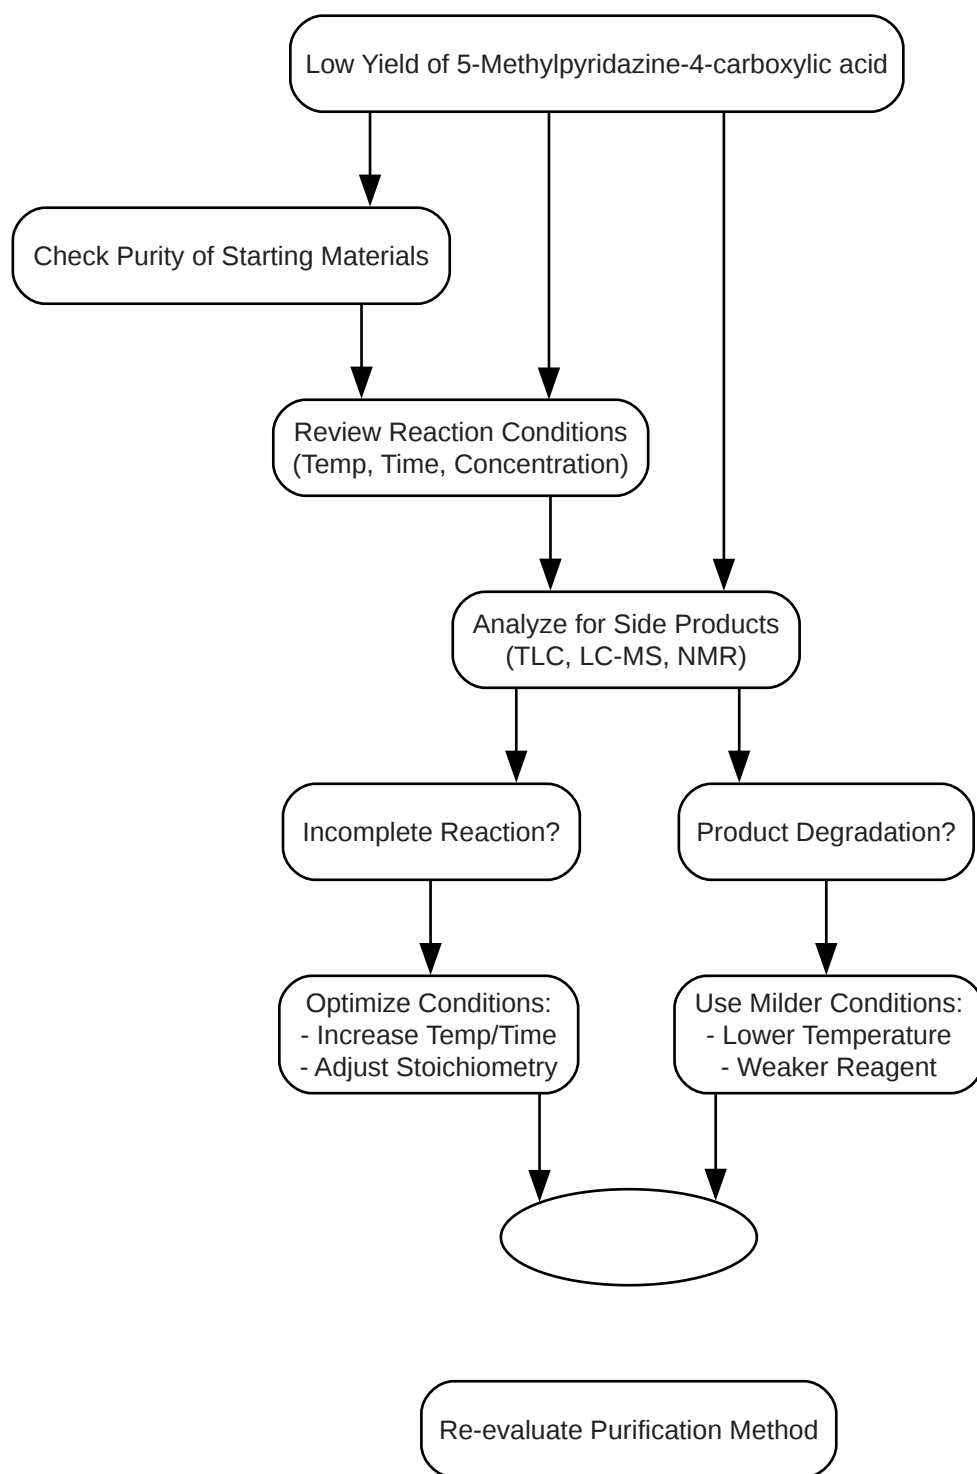 Low Yield of 5-Methylpyridazine-4-carboxylic acid
Check Purity of Starting Materials
Review Reaction Conditions
(Temp, Time, Concentration)
Analyze for Side Products
(TLC, LC-MS, NMR)
Incomplete Reaction?
Product Degradation?
Optimize Conditions:
- Increase Temp/Time
- Adjust Stoichiometry
Use Milder Conditions:
- Lower Temperature
- Weaker Reagent
Re-evaluate Purification Method